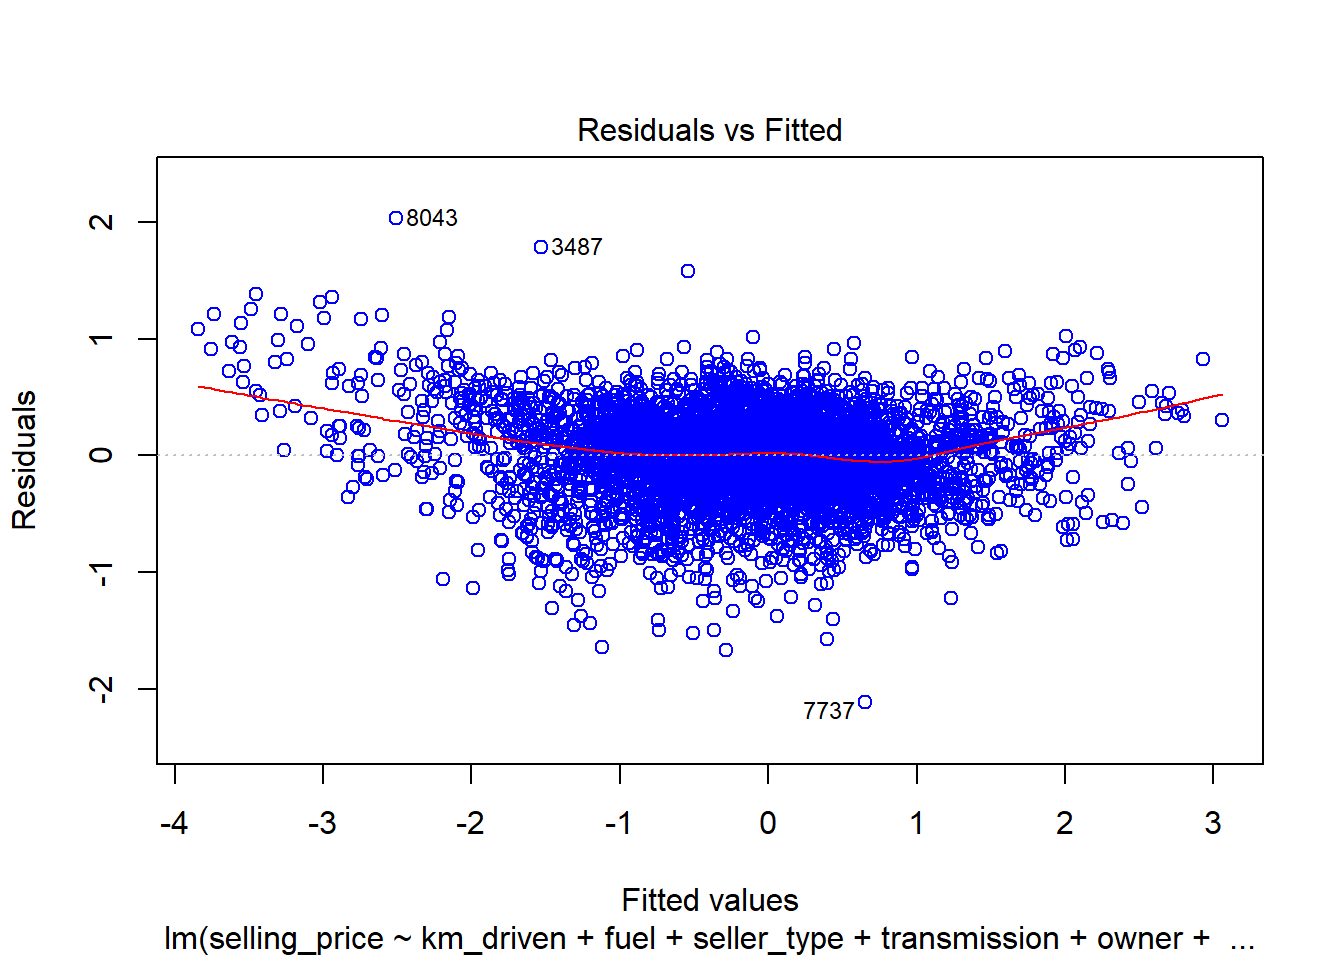 Residuals vs Fitted
8043
3487
7737
Residuals
2
1
0
-1
-2
-4 -3 -2 -1 0 1 2 3
Fitted values
lm(selling_price ~ km_driven + fuel + seller_type + transmission + owner + ...